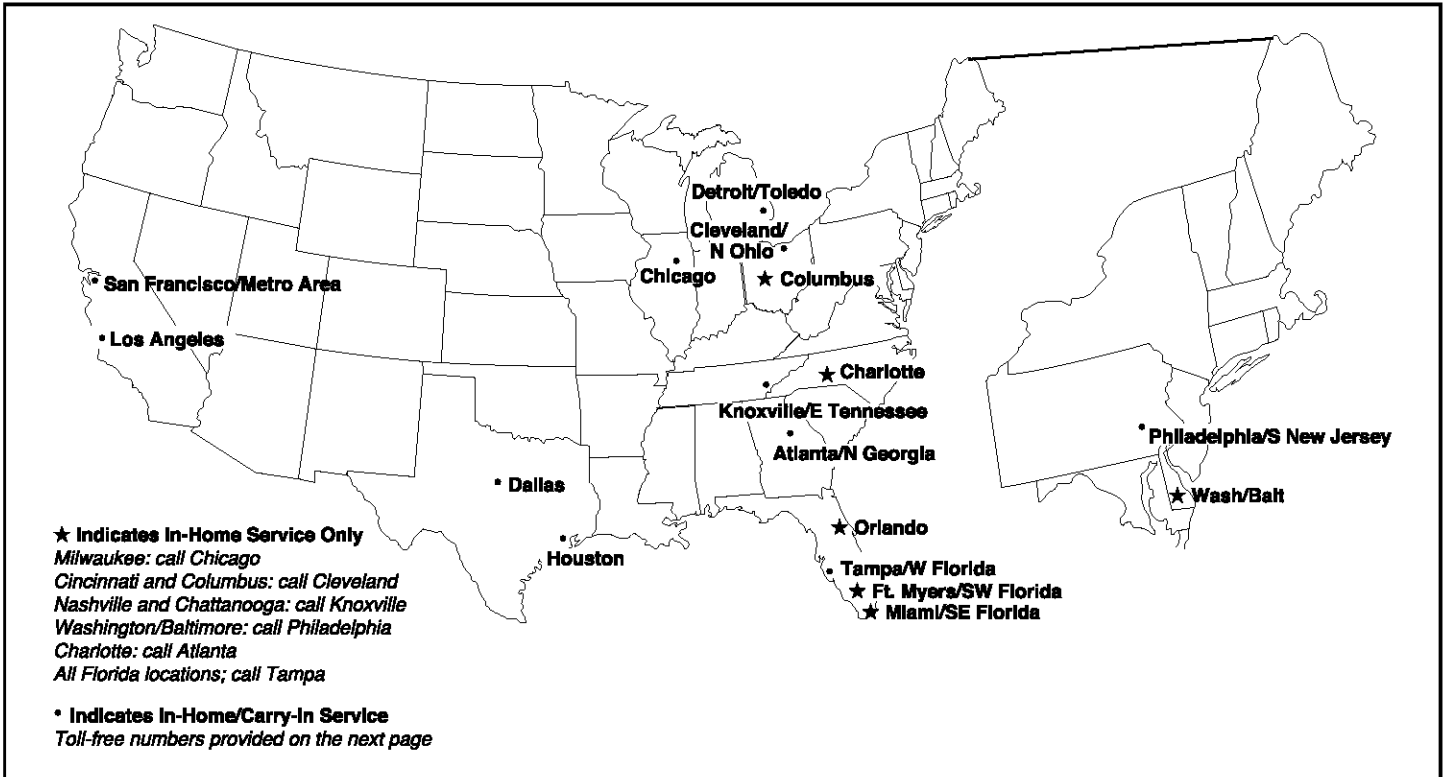 Detroit/Toledo
Cleveland/
N Ohio
Chicago
★ Columbus
San Francisco/Metro Area
Los Angeles
★ Charlotte
Knoxville/E Tennessee
Atlanta/N Georgia
Philadelphia/S New Jersey
Dallas
★ Wash/Balt
★ Orlando
Houston
Tampa/W Florida
★ Ft. Myers/SW Florida
★ Miami/SE Florida
★ Indicates In-Home Service Only
Milwaukee: call Chicago
Cincinnati and Columbus: call Cleveland
Nashville and Chattanooga: call Knoxville
Washington/Baltimore: call Philadelphia
Charlotte: call Atlanta
All Florida locations; call Tampa
• Indicates In-Home/Carry-In Service
Toll-free numbers provided on the next page